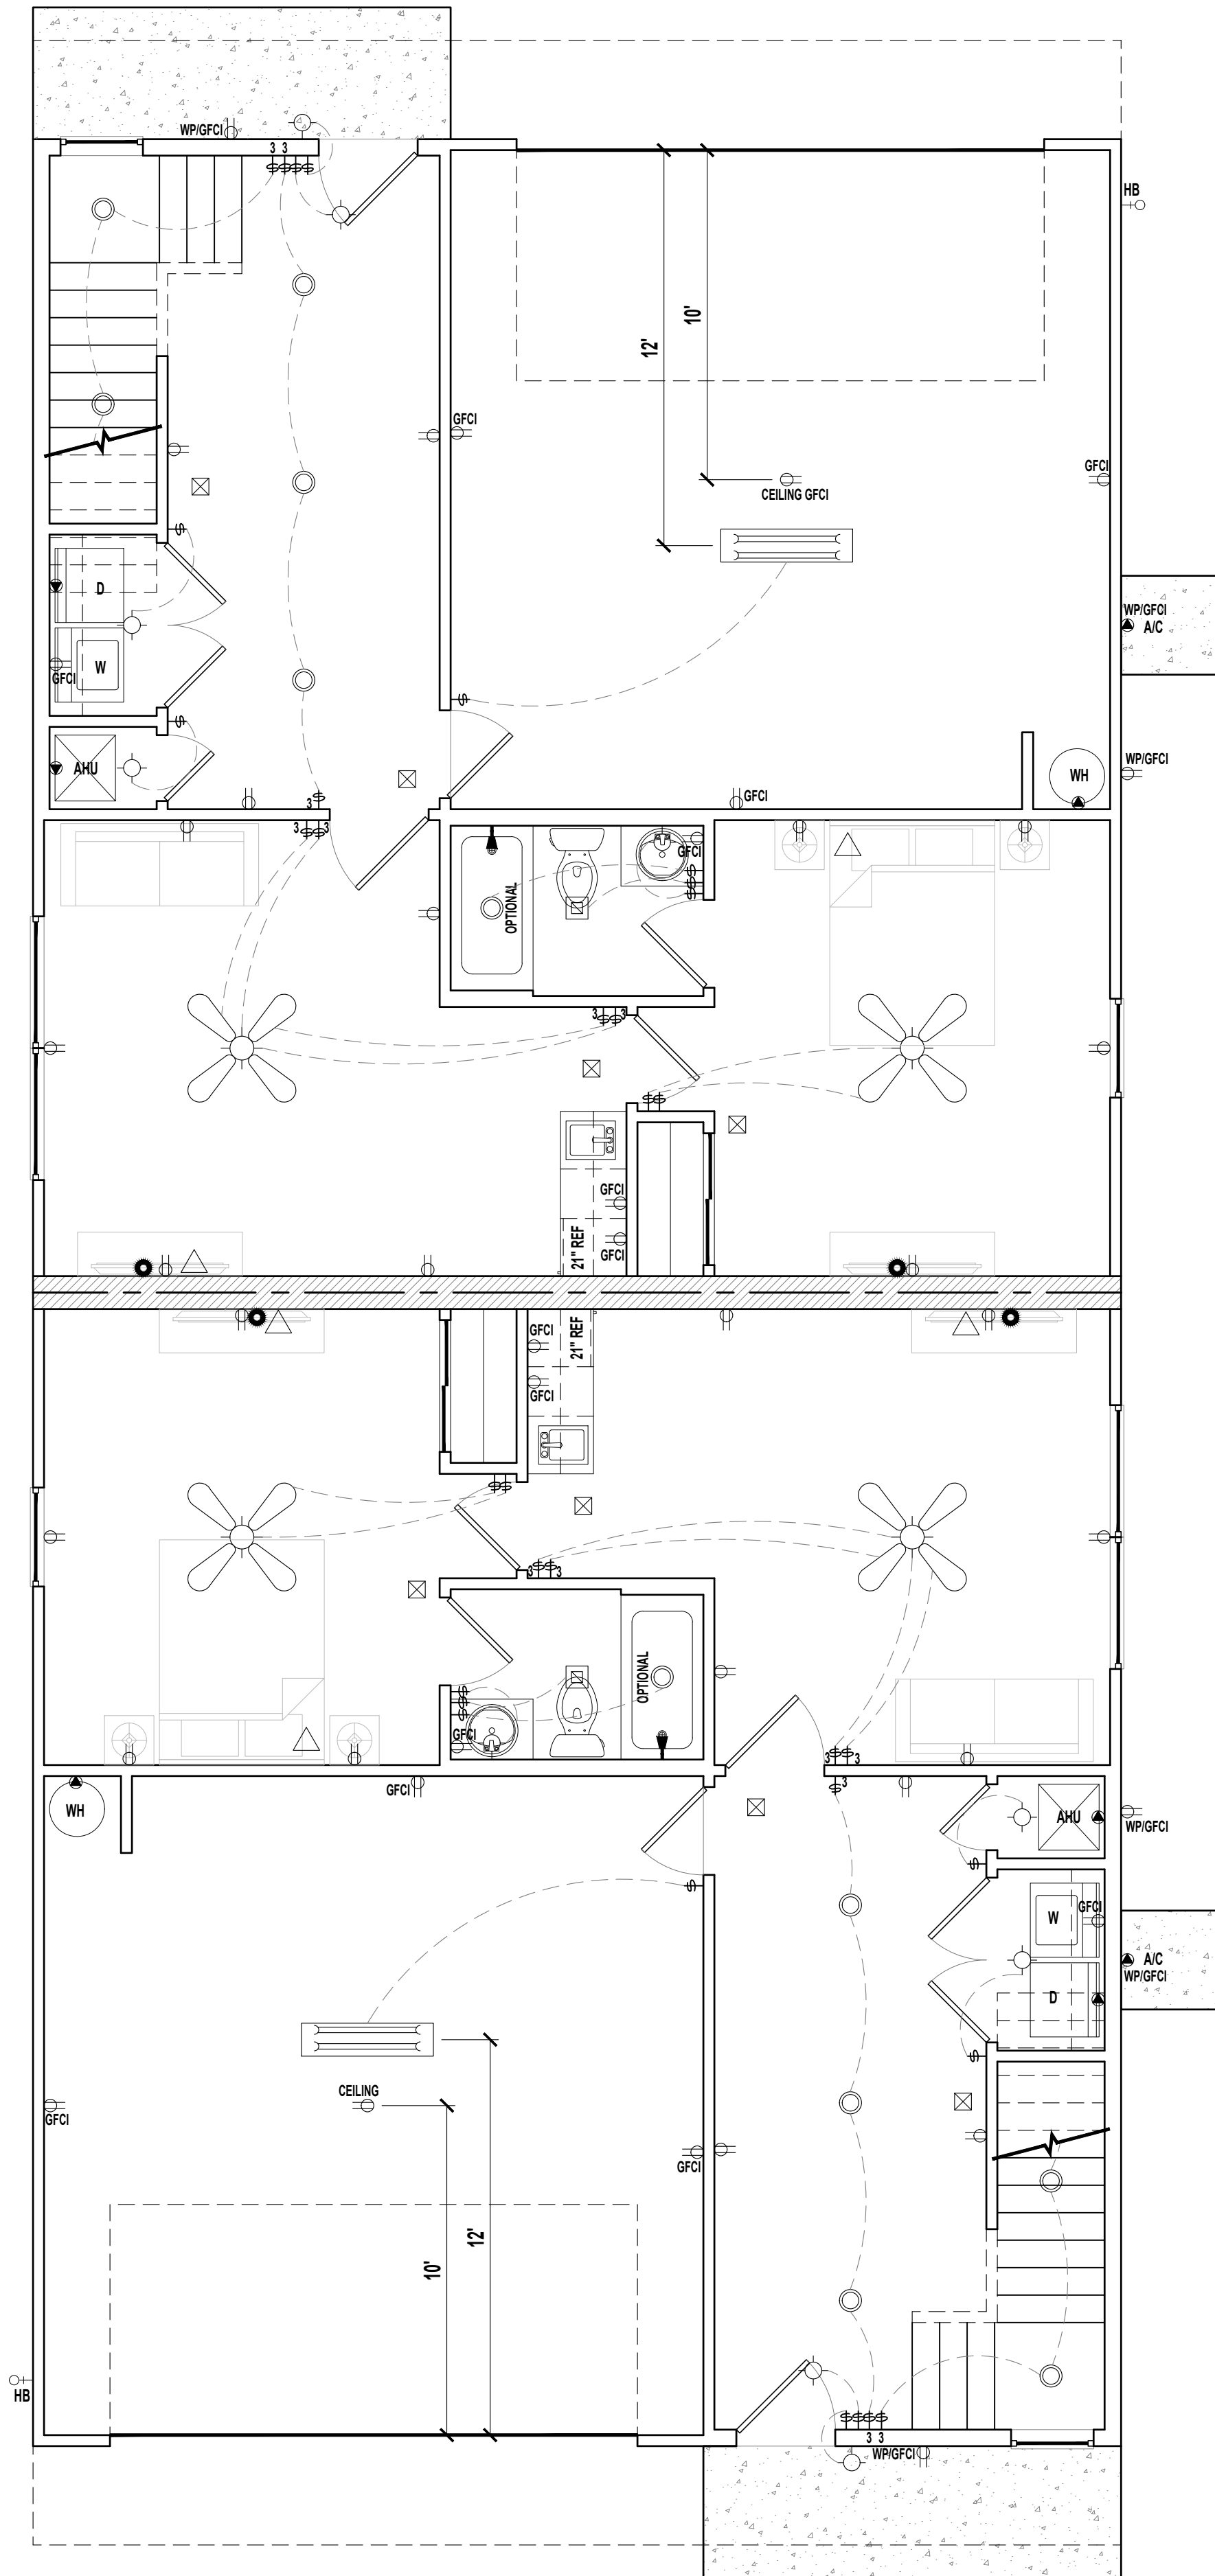 WP/GFCI
3 3
HB
10'
12'
GFCI
GFCI
CEILING GFCI
D
WP/GFCI
A/C
W
GFCI
AHU
WP/GFCI
WH
3
GFCI
3 3
GFCI
OPTIONAL
3 3
GFCI
21" REF
GFCI
GFCI
21" REF
GFCI
3 3
OPTIONAL
GFCI
3 3
3
GFCI
WH
AHU
WP/GFCI
W
GFCI
A/C
WP/GFCI
D
CEILING
GFCI
GFCI
12'
10'
HB
3 3
WP/GFCI